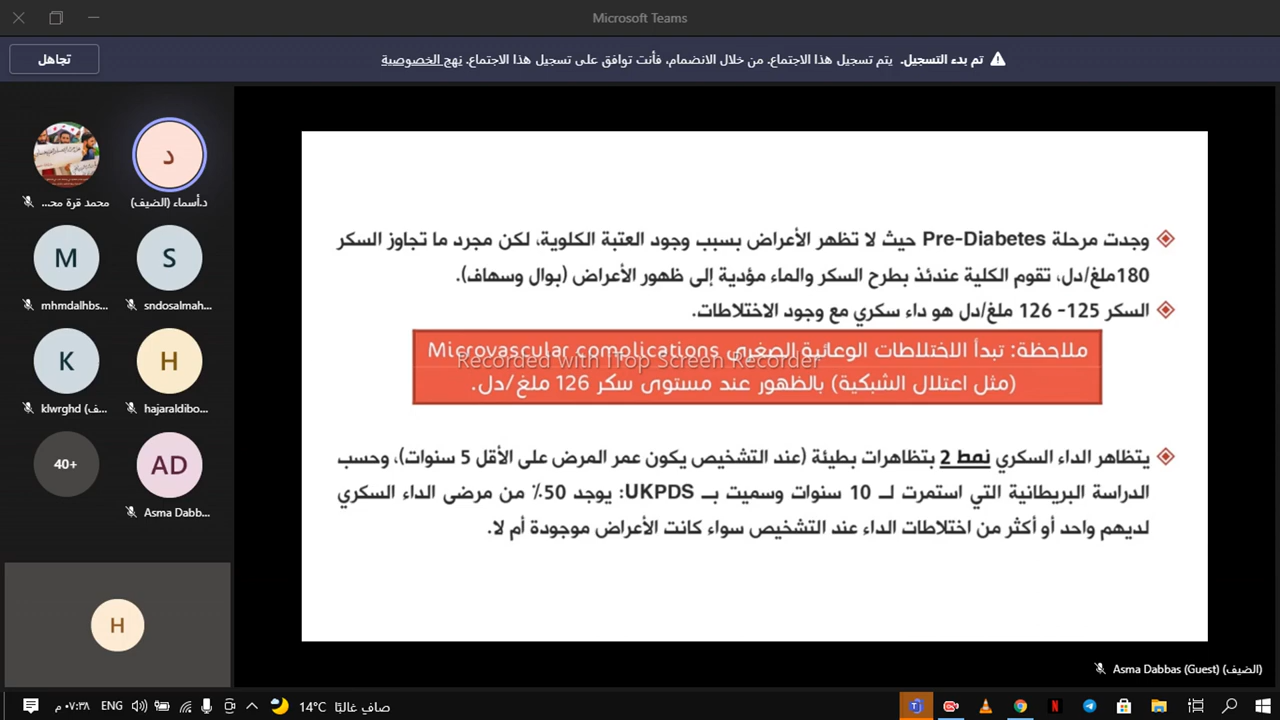 Microsoft Teams
تم بدء التسجيل. يتم تسجيل هذا الاجتماع. من خلال الانضمام، فأنت توافق على تسجيل هذا الاجتماع. نهج الخصوصية
تجاهل
د
د.أسماء (الضيف)
محمد قرة محـ...
S
sndosalmah...
M
mhmdalhbs...
H
hajaraldibo...
K
klwrghd (ف...
AD
Asma Dabb...
40+
H
وجدت مرحلة Pre-Diabetes حيث لا تظهر الأعراض بسبب وجود العتبة الكلوية، لكن مجرد ما تجاوز السكر
180ملغ/دل، تقوم الكلية عندئذ بطرح السكر والماء مؤدية إلى ظهور الأعراض (بوال وسهاف).
السكر 125- 126 ملغ/دل هو داء سكري مع وجود الاختلاطات.
ملاحظة: تبدأ الاختلاطات الوعائية الصغرى Microvascular complications
(مثل اعتلال الشبكية) بالظهور عند مستوى سكر 126 ملغ/دل.
Recorded with iTop Screen Recorder
يتظاهر الداء السكري نمط 2 بتظاهرات بطيئة (عند التشخيص يكون عمر المرض على الأقل 5 سنوات)، وحسب
الدراسة البريطانية التي استمرت لـ 10 سنوات وسميت بـ UKPDS: يوجد 50٪ من مرضى الداء السكري
لديهم واحد أو أكثر من اختلاطات الداء عند التشخيص سواء كانت الأعراض موجودة أم لا.
Asma Dabbas (Guest) (الضيف)
٠٧:٣٨ م
ENG
14°C صافٍ غالبًا